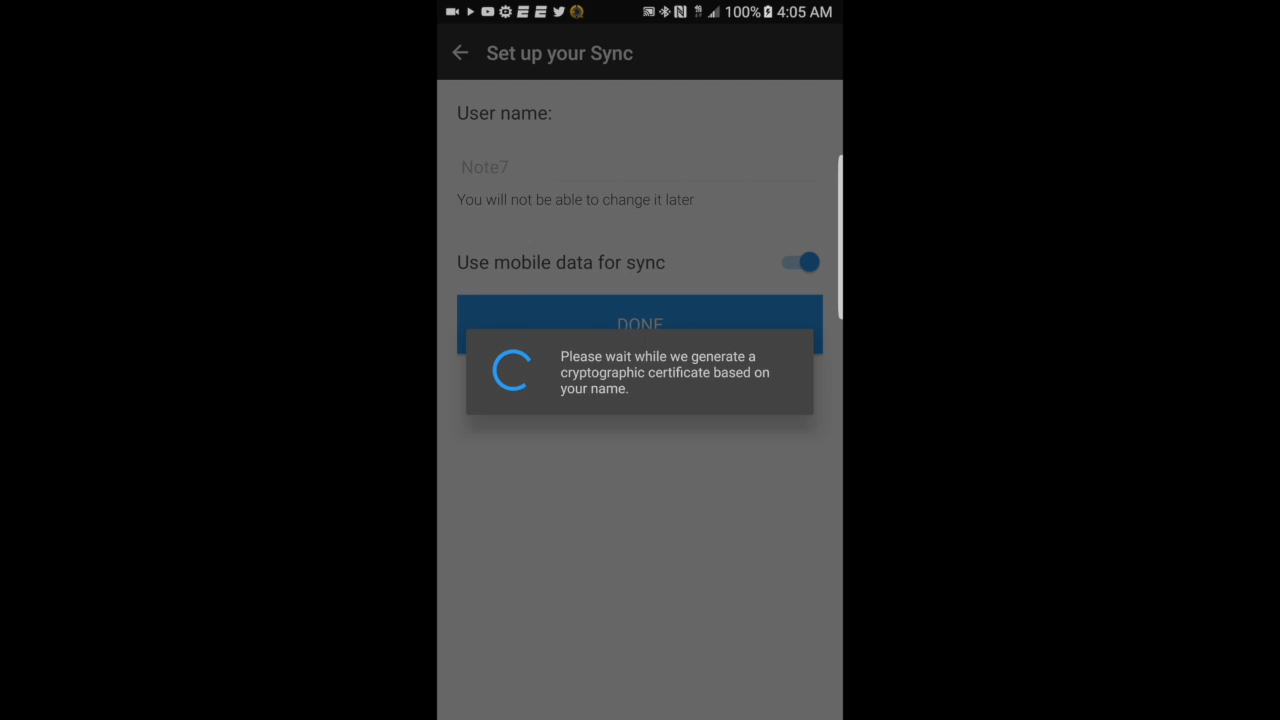 100% 4:05 AM
Set up your Sync
User name:
Note7
You will not be able to change it later
Use mobile data for sync
DONE
Please wait while we generate a
cryptographic certificate based on
your name.